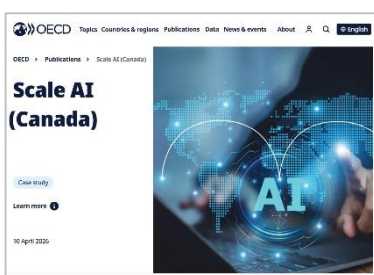 OECD Topics Countries & regions Publications Data News & events About English
OECD > Publications > Scale AI (Canada)
Scale AI
(Canada)
AI
Case study
Learn more
10 April 2026